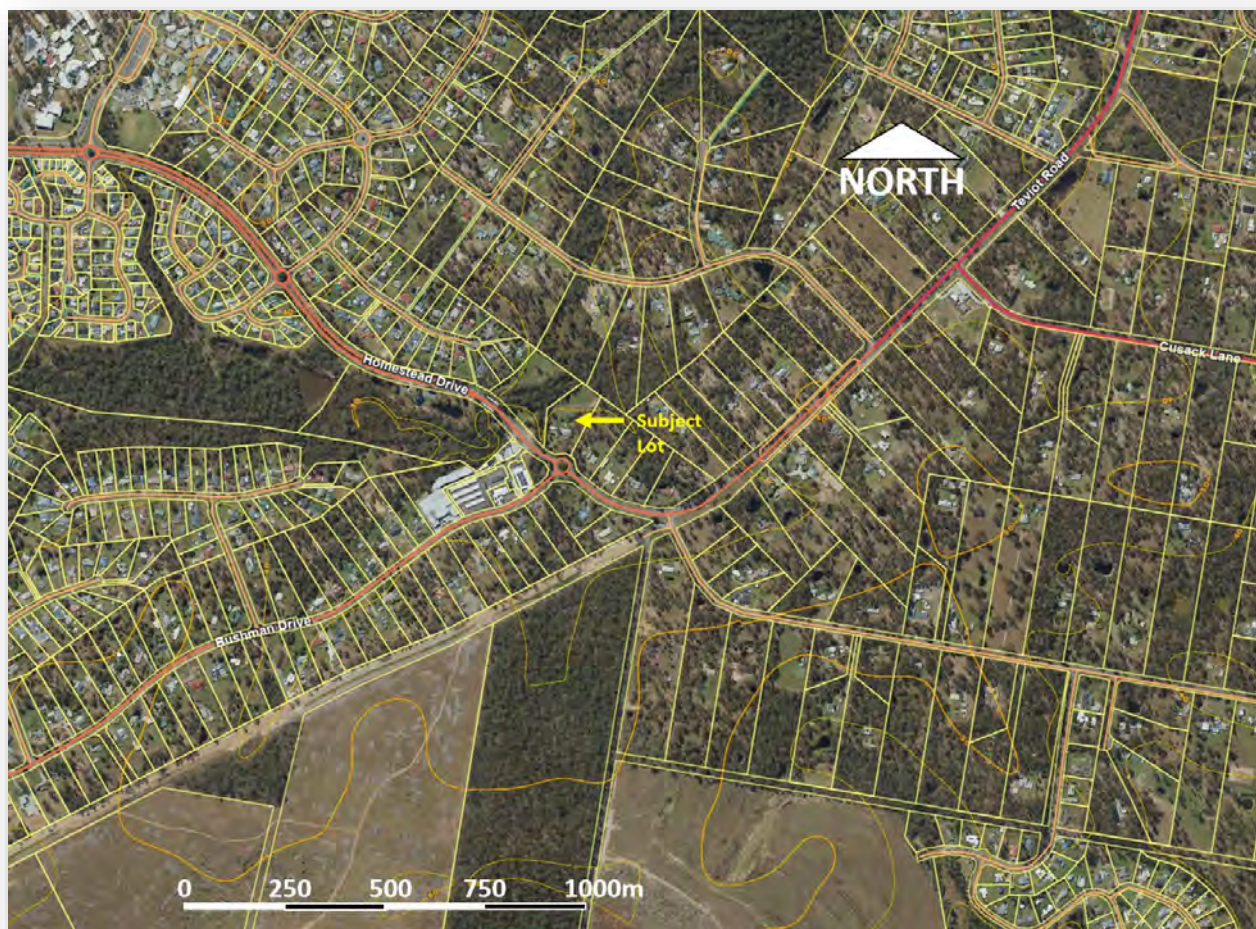 NORTH
Teviot Road
Cusack Lane
Homestead Drive
Subject
Lot
Bushman Drive
0 250 500 750 1000m